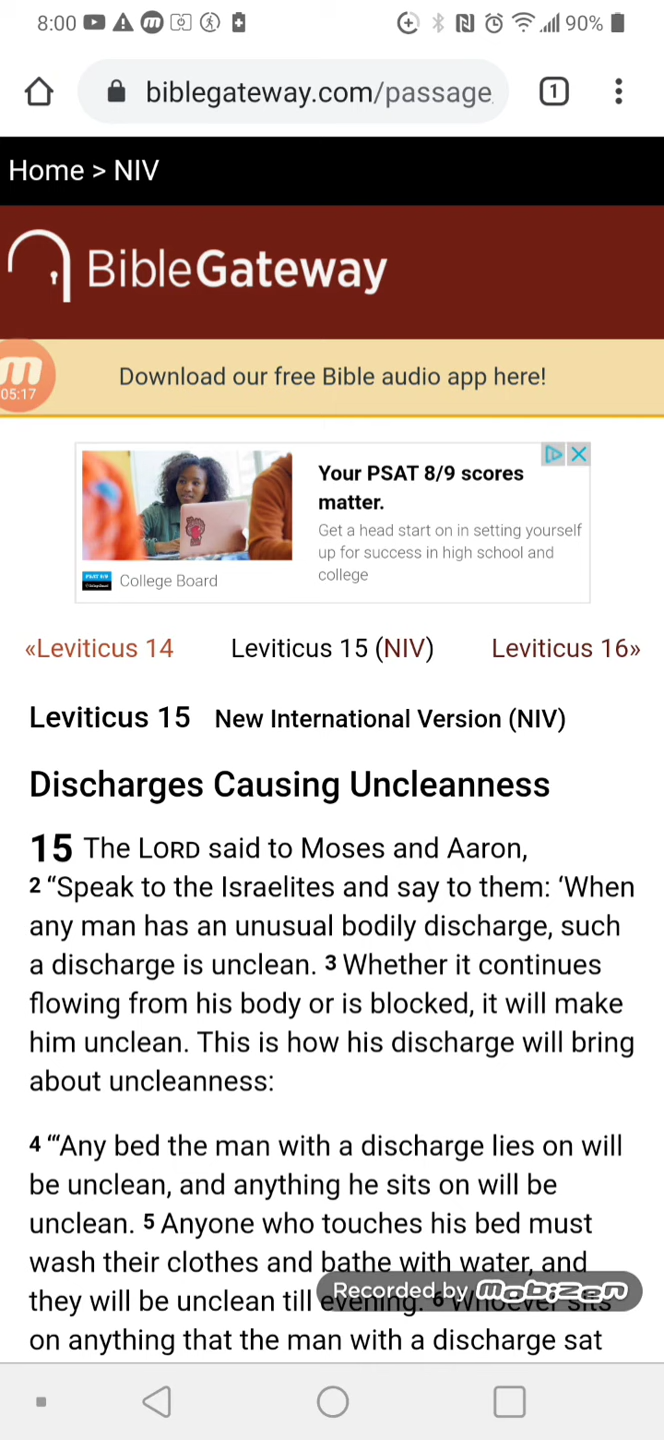 8:00 90%
biblegateway.com/passage 1
Home > NIV
BibleGateway
m
05:17
Download our free Bible audio app here!
Your PSAT 8/9 scores
matter.
Get a head start on in setting yourself
up for success in high school and
college
College Board
«Leviticus 14 Leviticus 15 (NIV) Leviticus 16»
Leviticus 15 New International Version (NIV)
Discharges Causing Uncleanness
15 The LORD said to Moses and Aaron,
2 “Speak to the Israelites and say to them: ‘When
any man has an unusual bodily discharge, such
a discharge is unclean. 3 Whether it continues
flowing from his body or is blocked, it will make
him unclean. This is how his discharge will bring
about uncleanness:
4 “‘Any bed the man with a discharge lies on will
be unclean, and anything he sits on will be
unclean. 5 Anyone who touches his bed must
wash their clothes and bathe with water, and
they will be unclean till evening. 6 Whoever sits
Recorded by mobizen
on anything that the man with a discharge sat